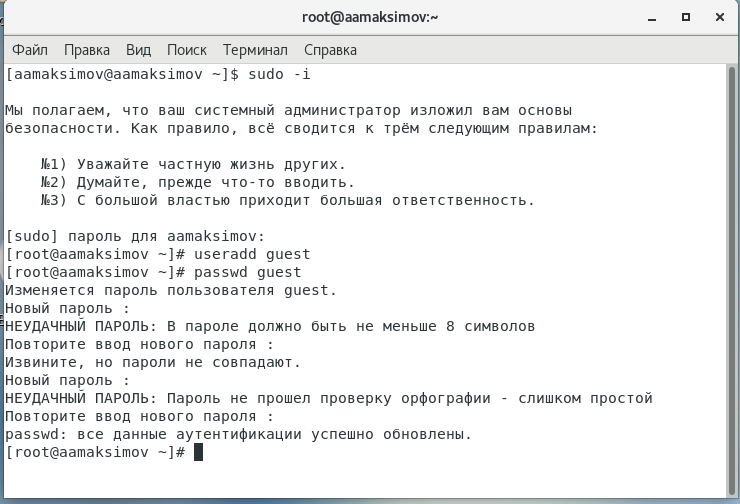 root@aamaksimov:~
Файл Правка Вид Поиск Терминал Справка
[aamaksimov@aamaksimov ~]$ sudo -i
Мы полагаем, что ваш системный администратор изложил вам основы
безопасности. Как правило, всё сводится к трём следующим правилам:
№1) Уважайте частную жизнь других.
№2) Думайте, прежде что-то вводить.
№3) С большой властью приходит большая ответственность.
[sudo] пароль для aamaksimov:
[root@aamaksimov ~]# useradd guest
[root@aamaksimov ~]# passwd guest
Изменяется пароль пользователя guest.
Новый пароль :
НЕУДАЧНЫЙ ПАРОЛЬ: В пароле должно быть не меньше 8 символов
Повторите ввод нового пароля :
Извините, но пароли не совпадают.
Новый пароль :
НЕУДАЧНЫЙ ПАРОЛЬ: Пароль не прошел проверку орфографии - слишком простой
Повторите ввод нового пароля :
passwd: все данные аутентификации успешно обновлены.
[root@aamaksimov ~]#